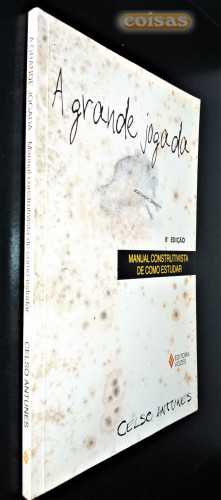 coisas
A grande jogada
8ª EDIÇÃO
MANUAL CONSTRUTIVISTA
DE COMO ESTUDAR
EDITORA
VOZES
CELSO ANTUNES
A GRANDE JOGADA - Manual construtivista de como estudar
CELSO ANTUNES